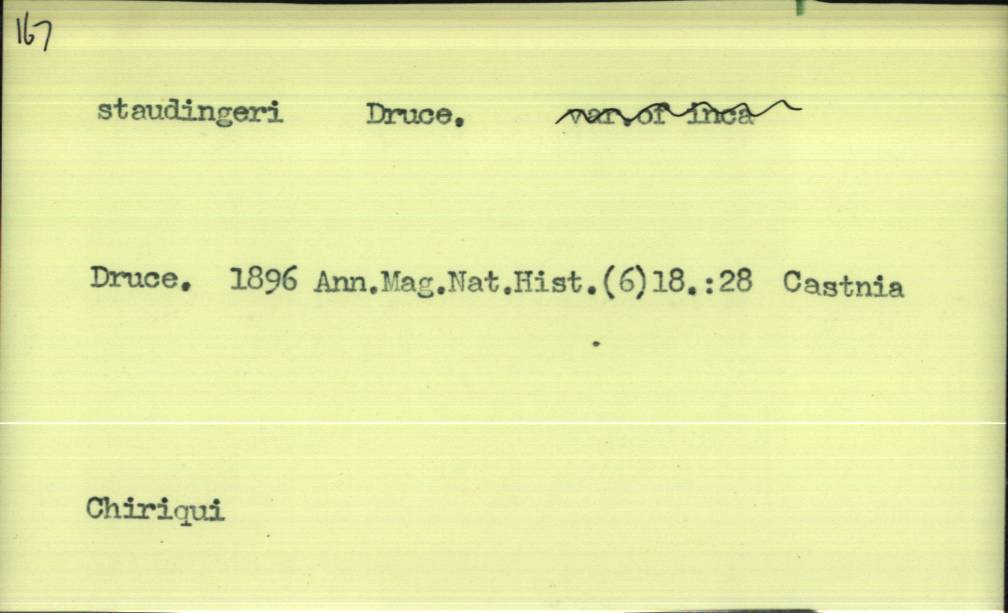 167
staudingeri Druce. var.of inca
Druce. 1896 Ann.Mag.Nat.Hist.(6)18.:28 Castnia
Chiriqui